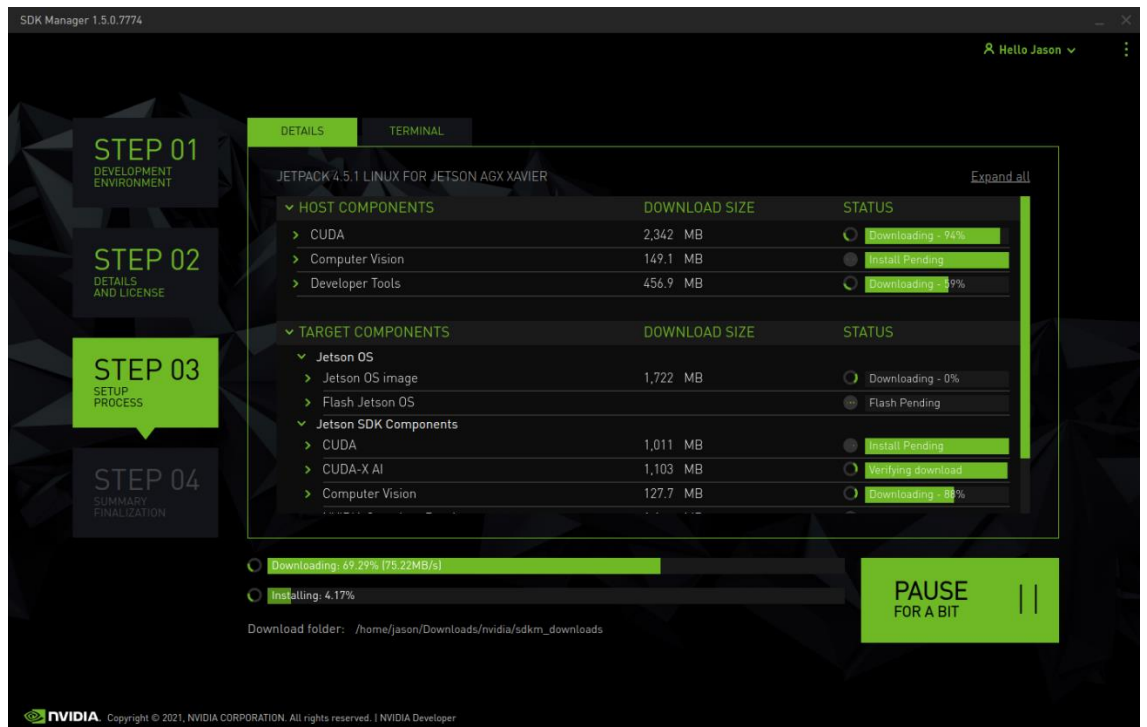 SDK Manager 1.5.0.7774
Hello Jason
STEP 01
DEVELOPMENT
ENVIRONMENT
STEP 02
DETAILS
AND LICENSE
STEP 03
SETUP
PROCESS
STEP 04
SUMMARY
FINALIZATION
DETAILS TERMINAL
JETPACK 4.5.1 LINUX FOR JETSON AGX XAVIER Expand all
HOST COMPONENTS DOWNLOAD SIZE STATUS
CUDA 2,342 MB Downloading - 94%
Computer Vision 149.1 MB Install Pending
Developer Tools 456.9 MB Downloading - 59%
TARGET COMPONENTS DOWNLOAD SIZE STATUS
Jetson OS
Jetson OS image 1,722 MB Downloading - 0%
Flash Jetson OS Flash Pending
Jetson SDK Components
CUDA 1,011 MB Install Pending
CUDA-X AI 1,103 MB Verifying download
Computer Vision 127.7 MB Downloading - 88%
Downloading: 69.29% (75.22MB/s)
Installing: 4.17%
PAUSE
FOR A BIT
Download folder: /home/jason/Downloads/nvidia/sdkm_downloads
NVIDIA. Copyright © 2021, NVIDIA CORPORATION. All rights reserved. | NVIDIA Developer